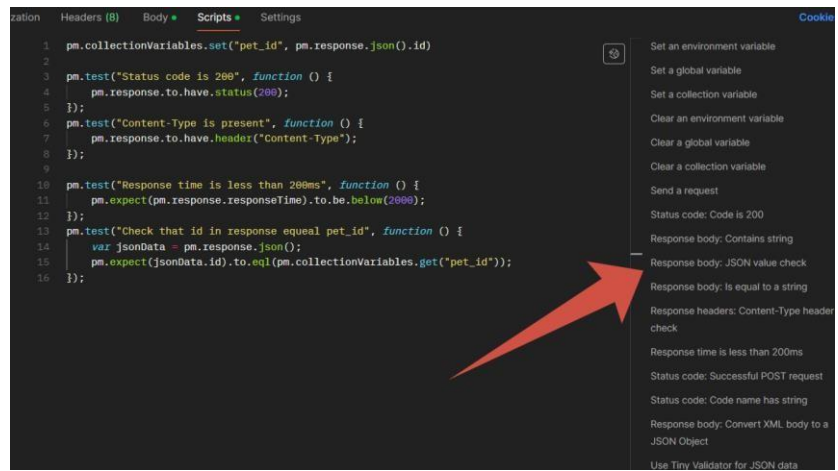 zation Headers (8) Body Scripts Settings Cookie
1 pm.collectionVariables.set("pet_id", pm.response.json().id)
2
3 pm.test("Status code is 200", function () {
4 pm.response.to.have.status(200);
5 });
6 pm.test("Content-Type is present", function () {
7 pm.response.to.have.header("Content-Type");
8 });
9
10 pm.test("Response time is less than 200ms", function () {
11 pm.expect(pm.response.responseTime).to.be.below(2000);
12 });
13 pm.test("Check that id in response equeal pet_id", function () {
14 var jsonData = pm.response.json();
15 pm.expect(jsonData.id).to.eql(pm.collectionVariables.get("pet_id"));
16 });
Set an environment variable
Set a global variable
Set a collection variable
Clear an environment variable
Clear a global variable
Clear a collection variable
Send a request
Status code: Code is 200
Response body: Contains string
Response body: JSON value check
Response body: Is equal to a string
Response headers: Content-Type header
check
Response time is less than 200ms
Status code: Successful POST request
Status code: Code name has string
Response body: Convert XML body to a
JSON Object
Use Tiny Validator for JSON data